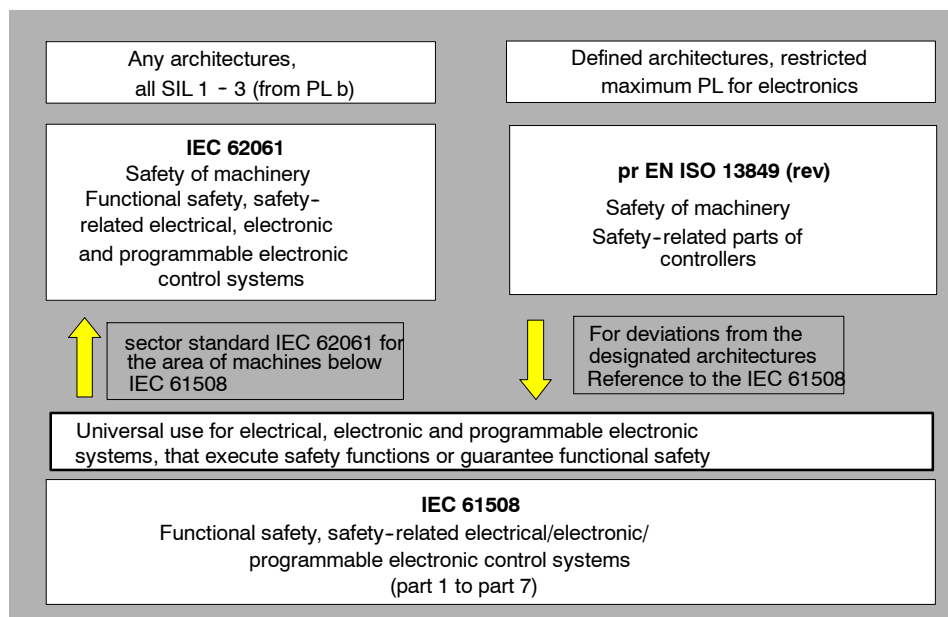 Any architectures,
all SIL 1 - 3 (from PL b)
Defined architectures, restricted
maximum PL for electronics
IEC 62061
Safety of machinery
Functional safety, safety-
related electrical, electronic
and programmable electronic
control systems
pr EN ISO 13849 (rev)
Safety of machinery
Safety-related parts of
controllers
sector standard IEC 62061 for
the area of machines below
IEC 61508
For deviations from the
designated architectures
Reference to the IEC 61508
Universal use for electrical, electronic and programmable electronic
systems, that execute safety functions or guarantee functional safety
IEC 61508
Functional safety, safety-related electrical/electronic/
programmable electronic control systems
(part 1 to part 7)